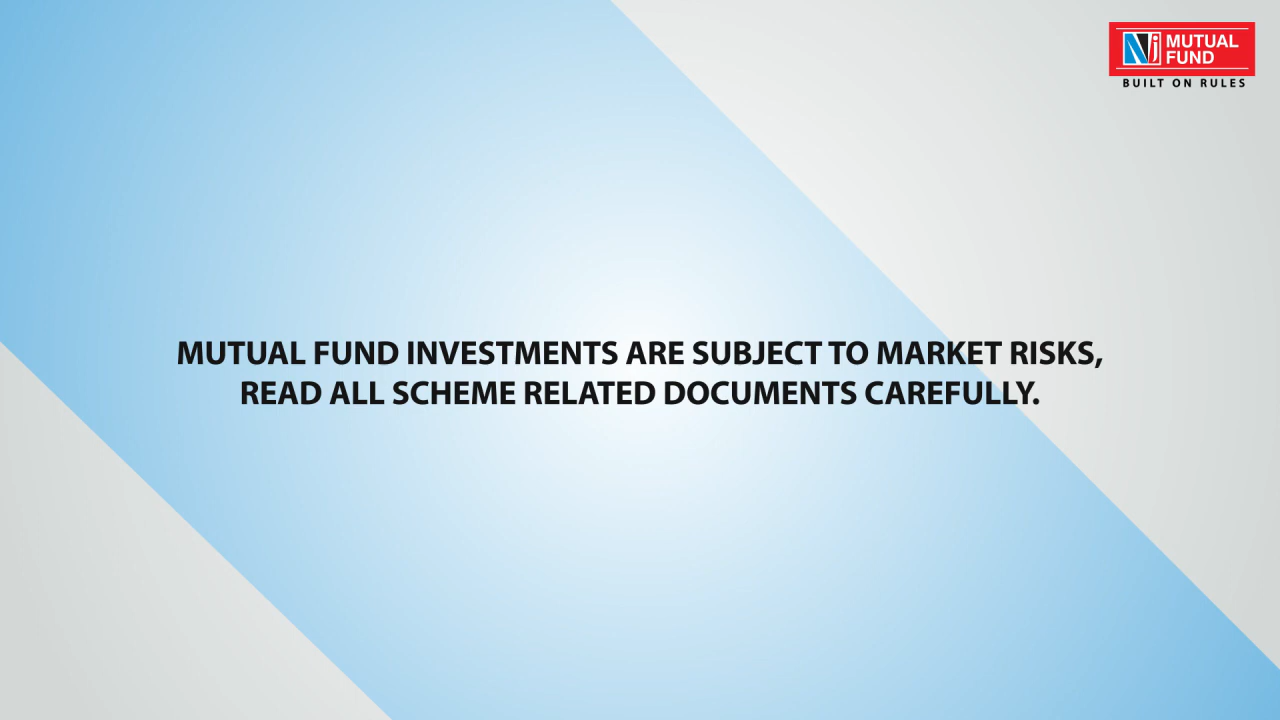 NJ MUTUAL
FUND
BUILT ON RULES
MUTUAL FUND INVESTMENTS ARE SUBJECT TO MARKET RISKS,
READ ALL SCHEME RELATED DOCUMENTS CAREFULLY.